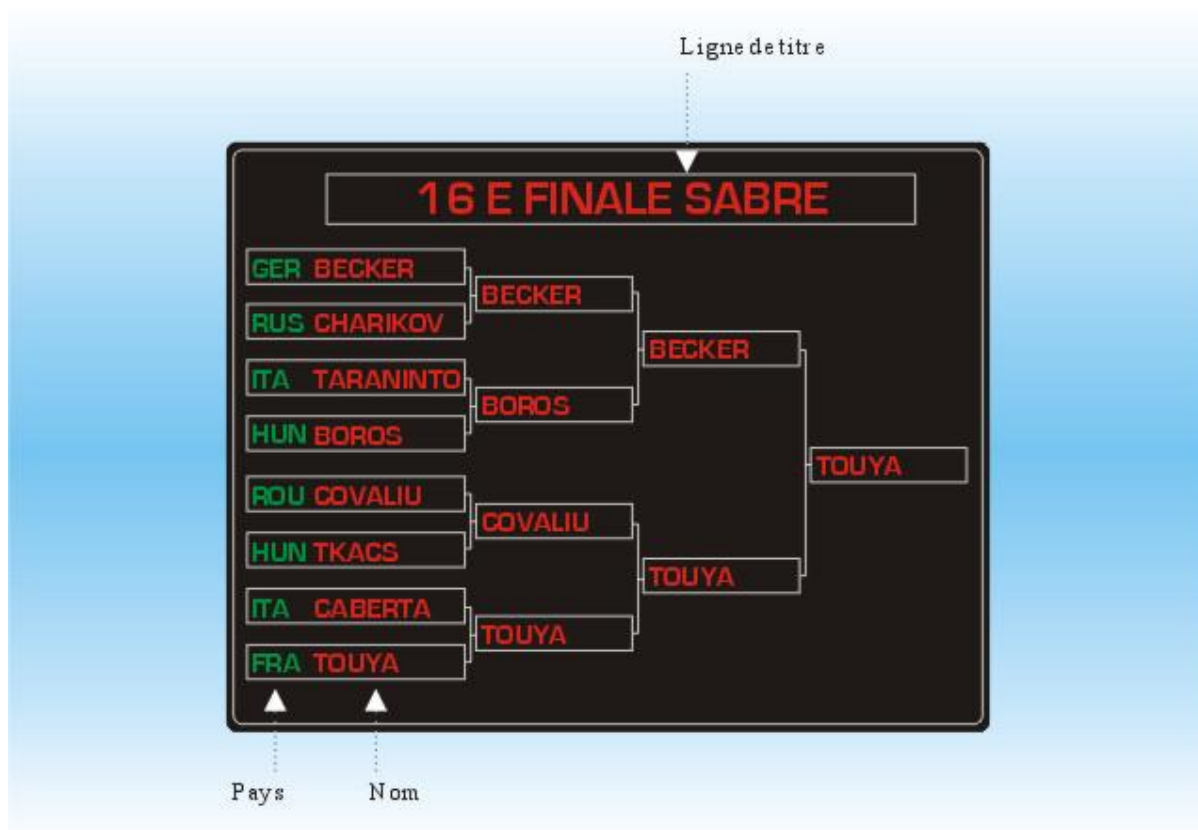 Ligne de titre
16 E FINALE SABRE
GER BECKER
BECKER
RUS CHARIKOV
BECKER
ITA TARANINTO
BOROS
HUN BOROS
TOUYA
ROU COVALIU
COVALIU
HUN TKACS
TOUYA
ITA CABERTA
TOUYA
FRA TOUYA
Pays Nom